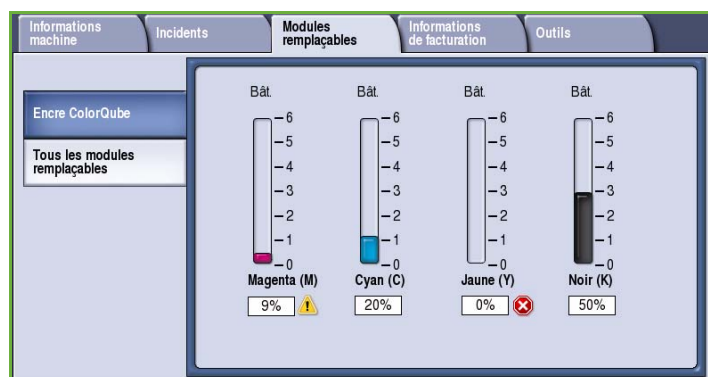 Informations
machine
Incidents
Modules
remplaçables
Informations
de facturation
Outils
Encre ColorQube
Tous les modules
remplaçables
Bât. Bât. Bât. Bât.
6 6 6 6
5 5 5 5
4 4 4 4
3 3 3 3
2 2 2 2
1 1 1 1
0 0 0 0
Magenta (M) Cyan (C) Jaune (Y) Noir (K)
9% 20% 0% 50%